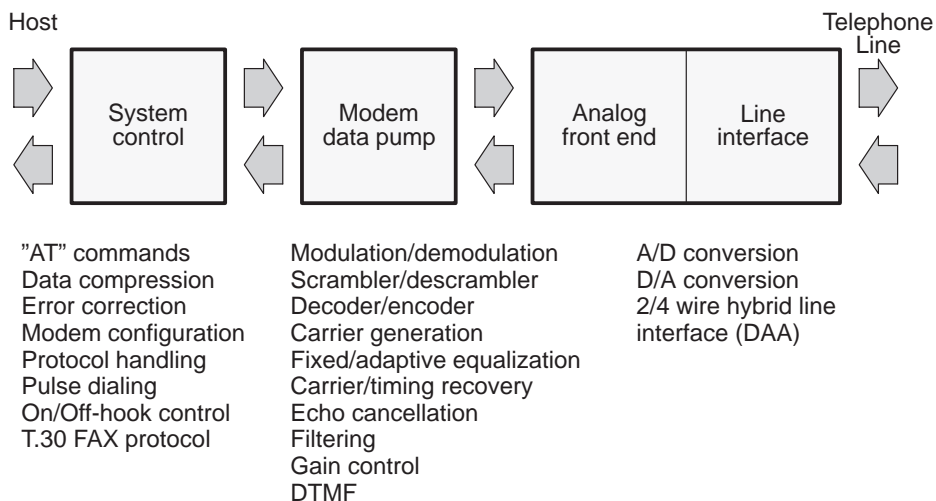 Host
Telephone
Line
System
control
Modem
data pump
Analog
front end
Line
interface
”AT” commands
Data compression
Error correction
Modem configuration
Protocol handling
Pulse dialing
On/Off-hook control
T.30 FAX protocol
Modulation/demodulation
Scrambler/descrambler
Decoder/encoder
Carrier generation
Fixed/adaptive equalization
Carrier/timing recovery
Echo cancellation
Filtering
Gain control
DTMF
A/D conversion
D/A conversion
2/4 wire hybrid line
interface (DAA)